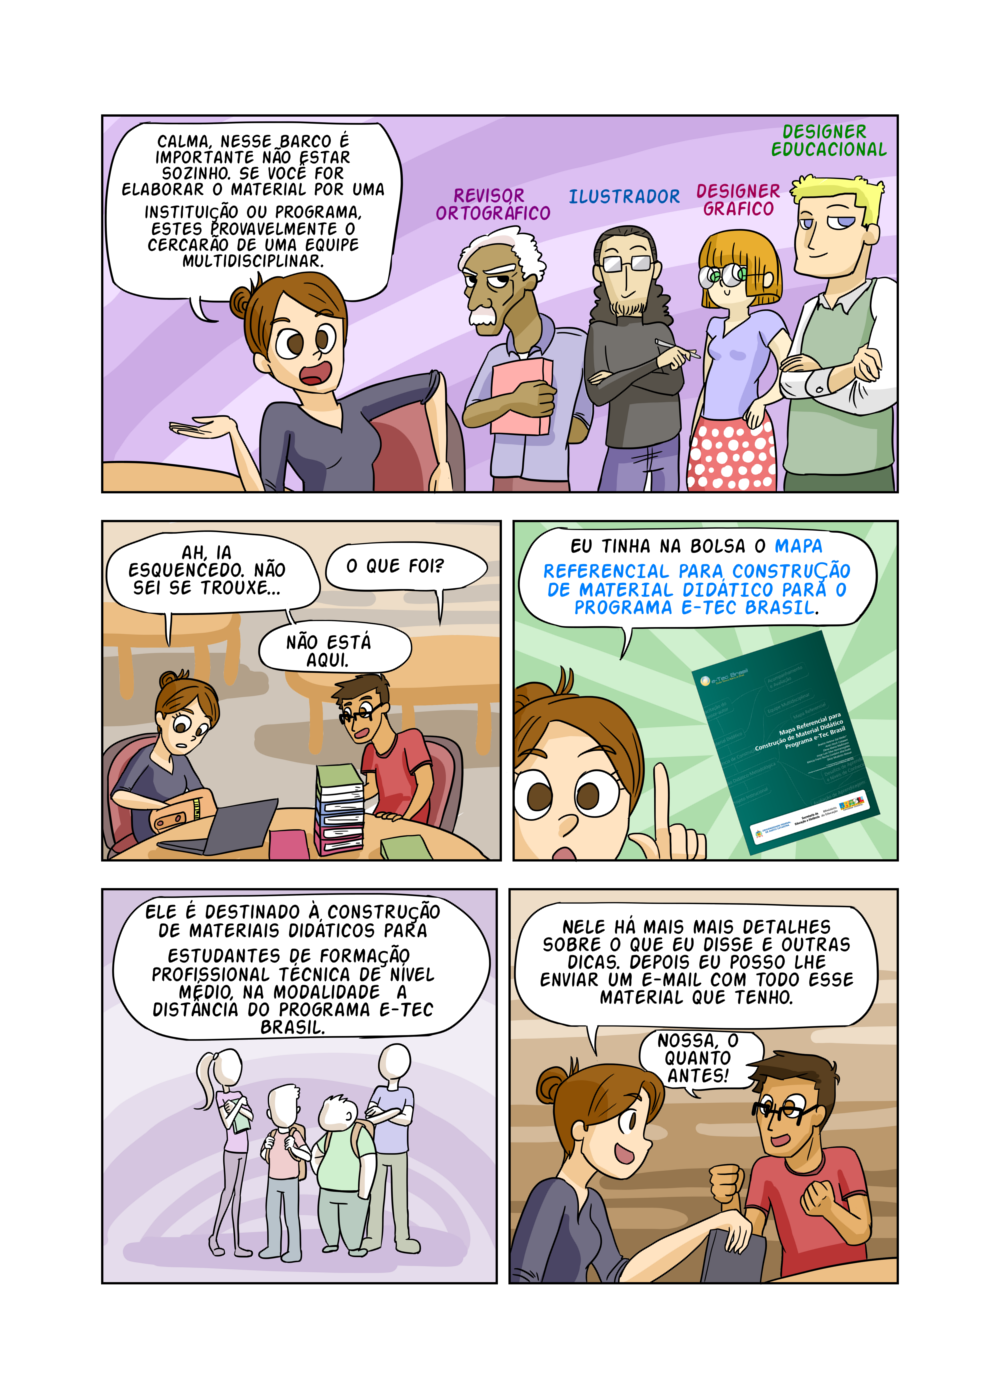 CALMA, NESSE BARCO É
IMPORTANTE NÃO ESTAR
SOZINHO. SE VOCÊ FOR
ELABORAR O MATERIAL POR UMA
INSTITUIÇÃO OU PROGRAMA,
ESTES PROVAVELMENTE O
CERCARÃO DE UMA EQUIPE
MULTIDISCIPLINAR.
REVISOR
ORTOGRÁFICO
ILUSTRADOR
DESIGNER
GRÁFICO
DESIGNER
EDUCACIONAL
AH, IA
ESQUENCEDO. NÃO
SEI SE TROUXE...
O QUE FOI?
NÃO ESTÁ
AQUI.
EU TINHA NA BOLSA O MAPA
REFERENCIAL PARA CONSTRUÇÃO
DE MATERIAL DIDÁTICO PARA O
PROGRAMA E-TEC BRASIL.
e-Tec Brasil
Mapa Referencial para
Construção de Material Didático
Programa e-Tec Brasil
ELE É DESTINADO À CONSTRUÇÃO
DE MATERIAIS DIDÁTICOS PARA
ESTUDANTES DE FORMAÇÃO
PROFISSIONAL TÉCNICA DE NÍVEL
MÉDIO, NA MODALIDADE A
DISTÂNCIA DO PROGRAMA E-TEC
BRASIL.
NELE HÁ MAIS MAIS DETALHES
SOBRE O QUE EU DISSE E OUTRAS
DICAS. DEPOIS EU POSSO LHE
ENVIAR UM E-MAIL COM TODO ESSE
MATERIAL QUE TENHO.
NOSSA, O
QUANTO
ANTES!